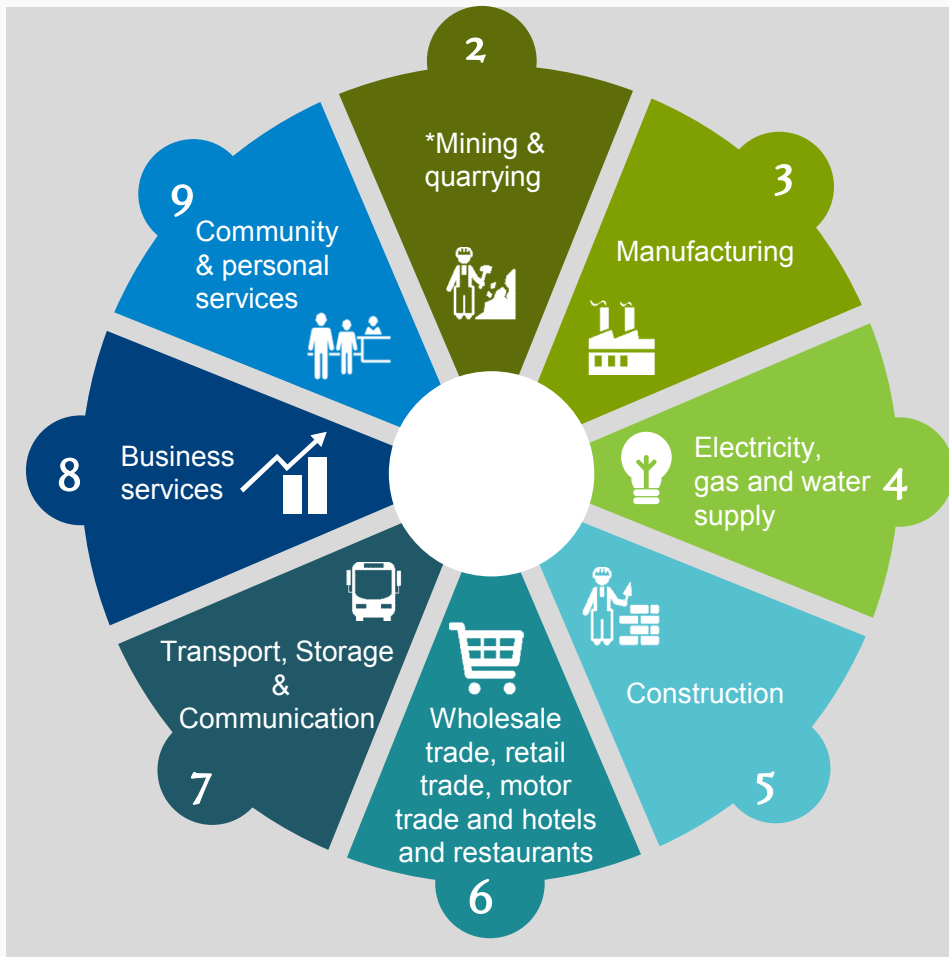 2
*Mining &
quarrying
3
Manufacturing
4
Electricity,
gas and water
supply
5
Construction
6
Wholesale
trade, retail
trade, motor
trade and hotels
and restaurants
7
Transport, Storage
&
Communication
8
Business
services
9
Community
& personal
services